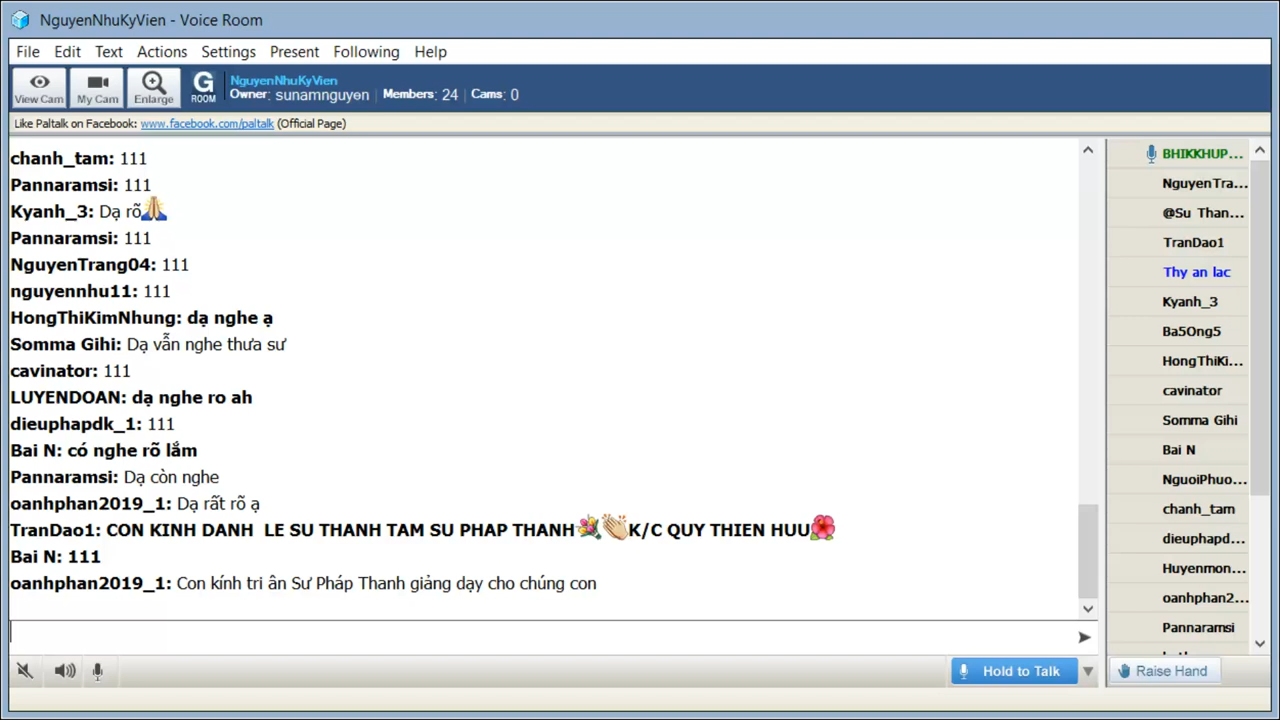 NguyenNhuKyVien - Voice Room
File Edit Text Actions Settings Present Following Help
View Cam
My Cam
Enlarge
G
ROOM
NguyenNhuKyVien
Owner: sunamnguyen Members: 24 Cams: 0
Like Paltalk on Facebook: www.facebook.com/paltalk (Official Page)
chanh_tam: 111
Pannaramsi: 111
Kyanh_3: Dạ rõ🙏
Pannaramsi: 111
NguyenTrang04: 111
nguyennhu11: 111
HongThiKimNhung: dạ nghe ạ
Somma Gihi: Dạ vẫn nghe thưa sư
cavinator: 111
LUYENDOAN: dạ nghe ro ah
dieuphapdk_1: 111
Bai N: có nghe rõ lắm
Pannaramsi: Dạ còn nghe
oanhphan2019_1: Dạ rất rõ ạ
TranDao1: CON KINH DANH LE SU THANH TAM SU PHAP THANH💐👏K/C QUY THIEN HUU🌺
Bai N: 111
oanhphan2019_1: Con kính tri ân Sư Pháp Thanh giảng dạy cho chúng con
BHIKKHUP...
NguyenTra...
@Su Than...
TranDao1
Thy an lac
Kyanh_3
Ba5Ong5
HongThiKi...
cavinator
Somma Gihi
Bai N
NguoiPhuo...
chanh_tam
dieuphapd...
Huyenmon...
oanhphan2...
Pannaramsi
Hold to Talk
Raise Hand